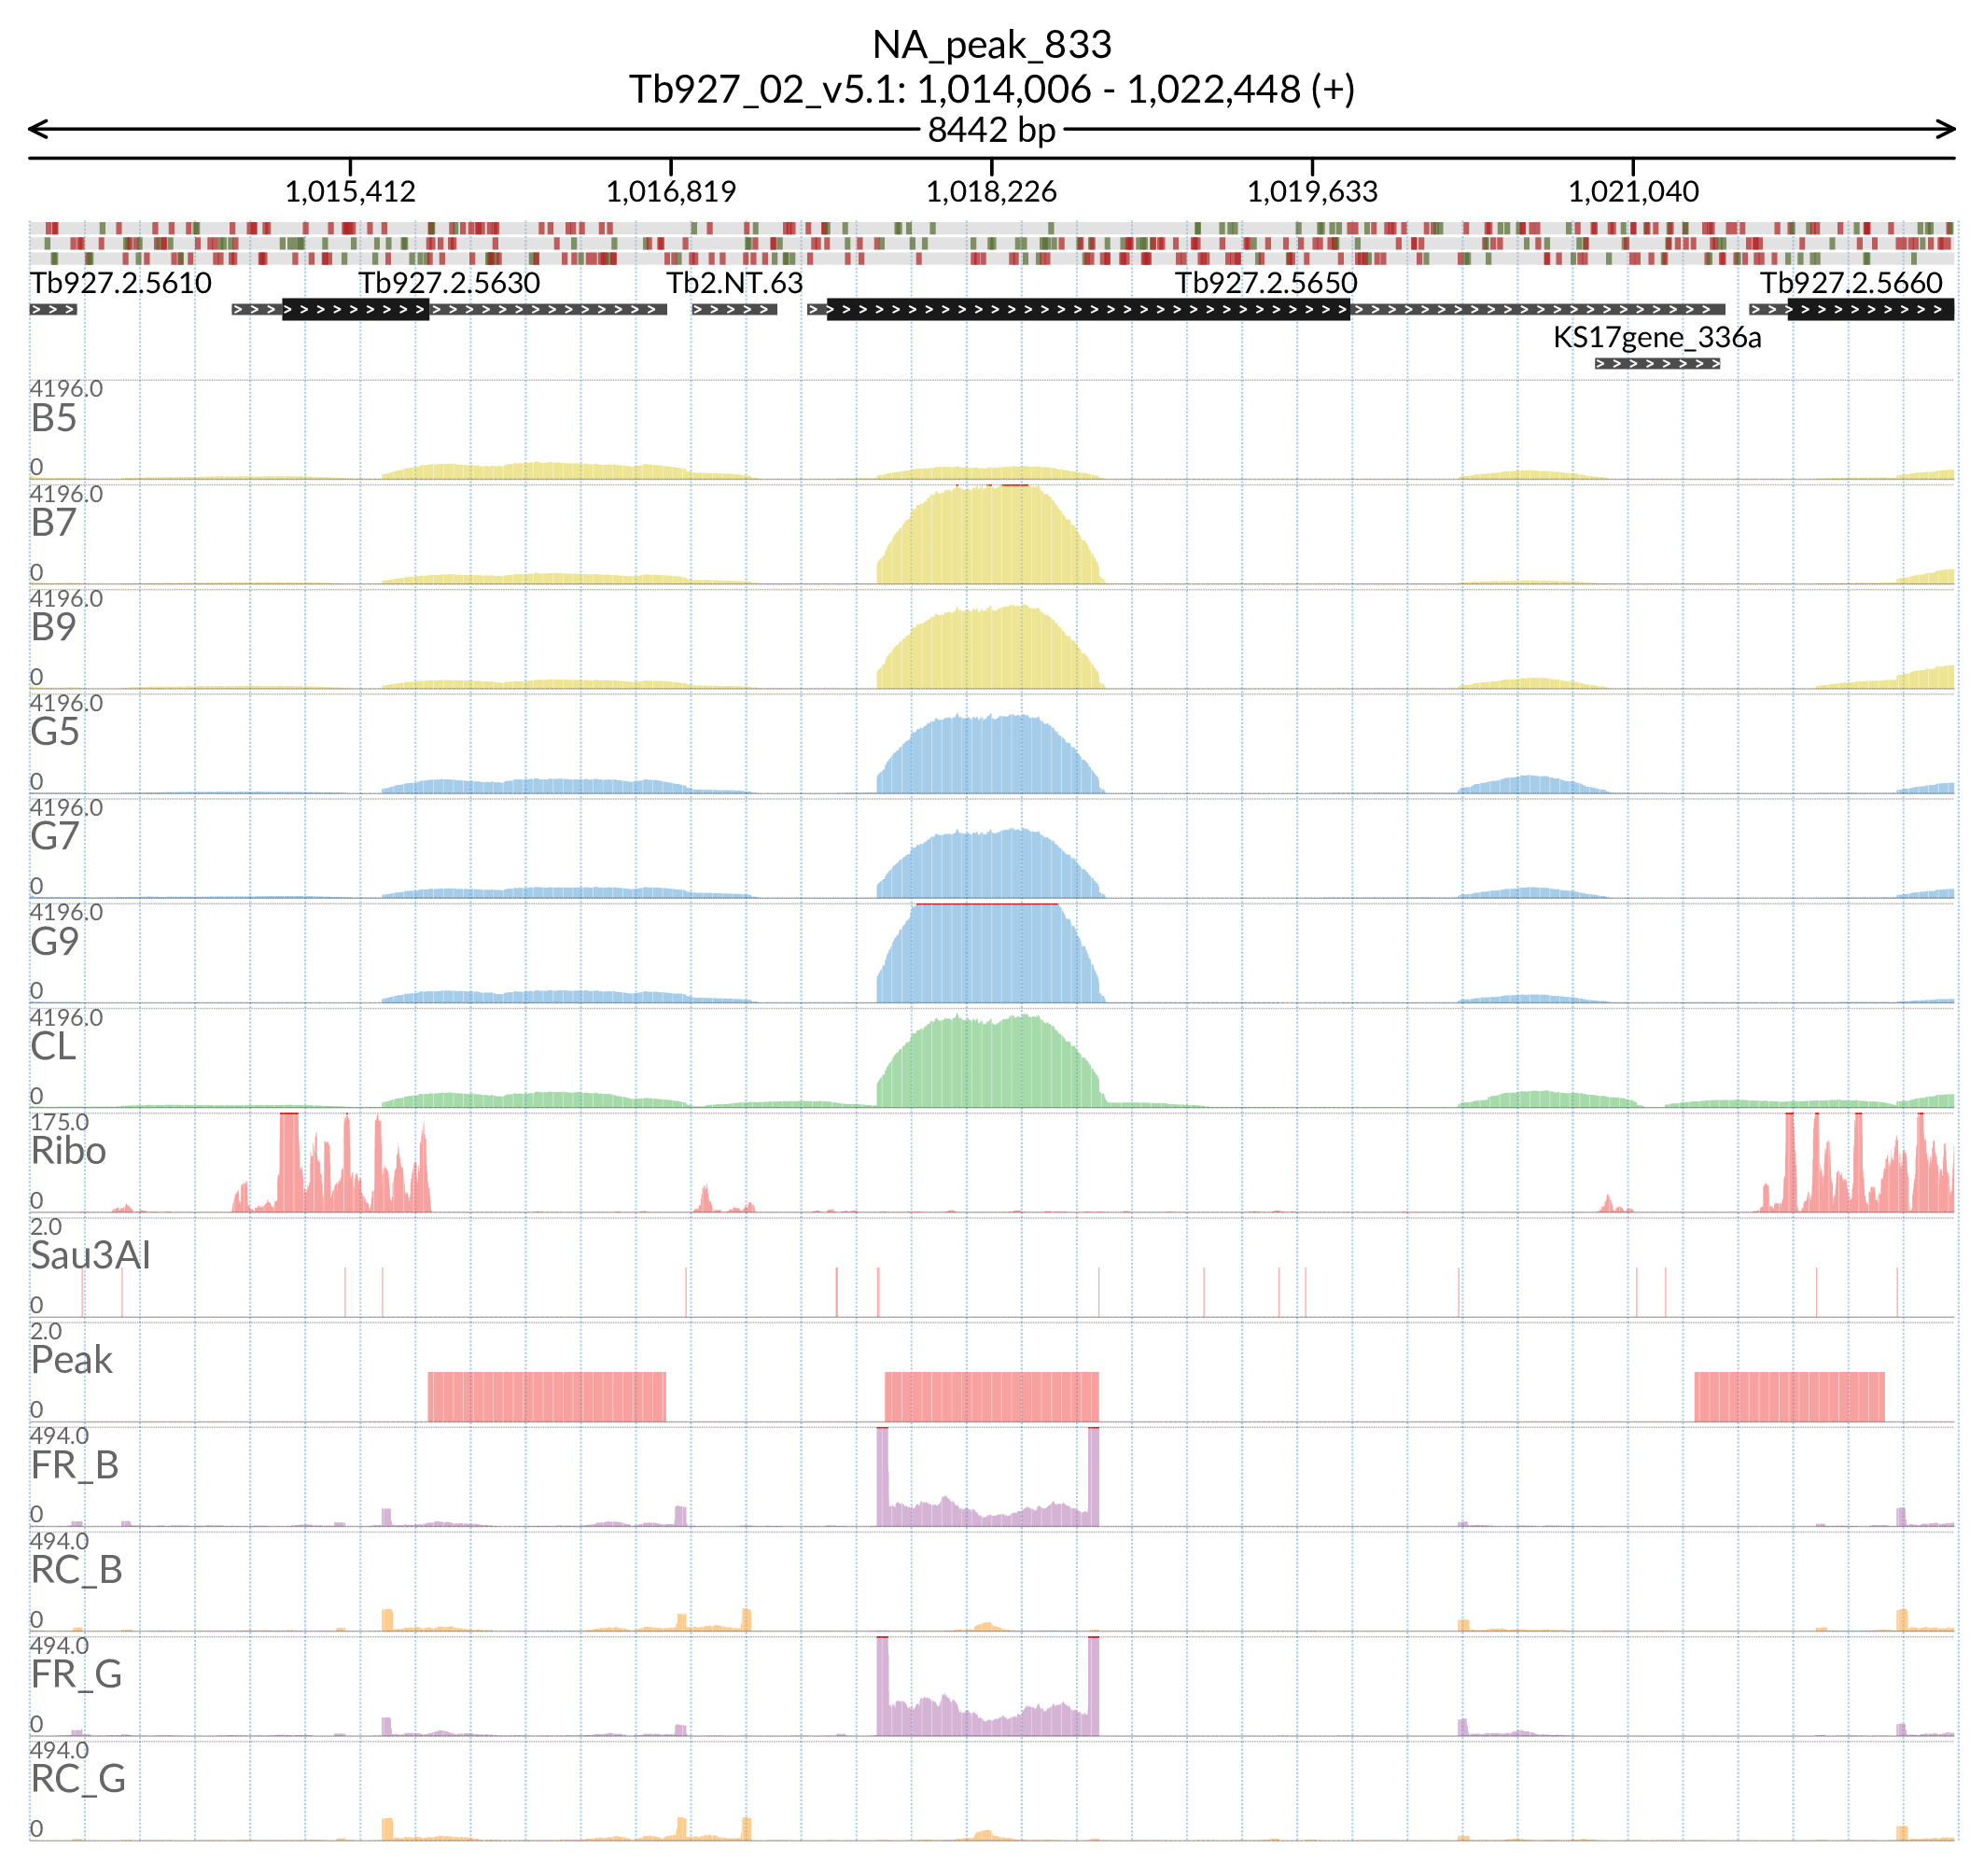 NA_peak_833
Tb927_02_v5.1: 1,014,006 - 1,022,448 (+)
8442 bp
1,015,412 1,016,819 1,018,226 1,019,633 1,021,040
Tb927.2.5610 Tb927.2.5630 Tb2.NT.63 Tb927.2.5650 Tb927.2.5660
KS17gene_336a
4196.0
B5
0
4196.0
B7
0
4196.0
B9
0
4196.0
G5
0
4196.0
G7
0
4196.0
G9
0
4196.0
CL
0
175.0
Ribo
0
2.0
Sau3AI
0
2.0
Peak
0
494.0
FR_B
0
494.0
RC_B
0
494.0
FR_G
0
494.0
RC_G
0